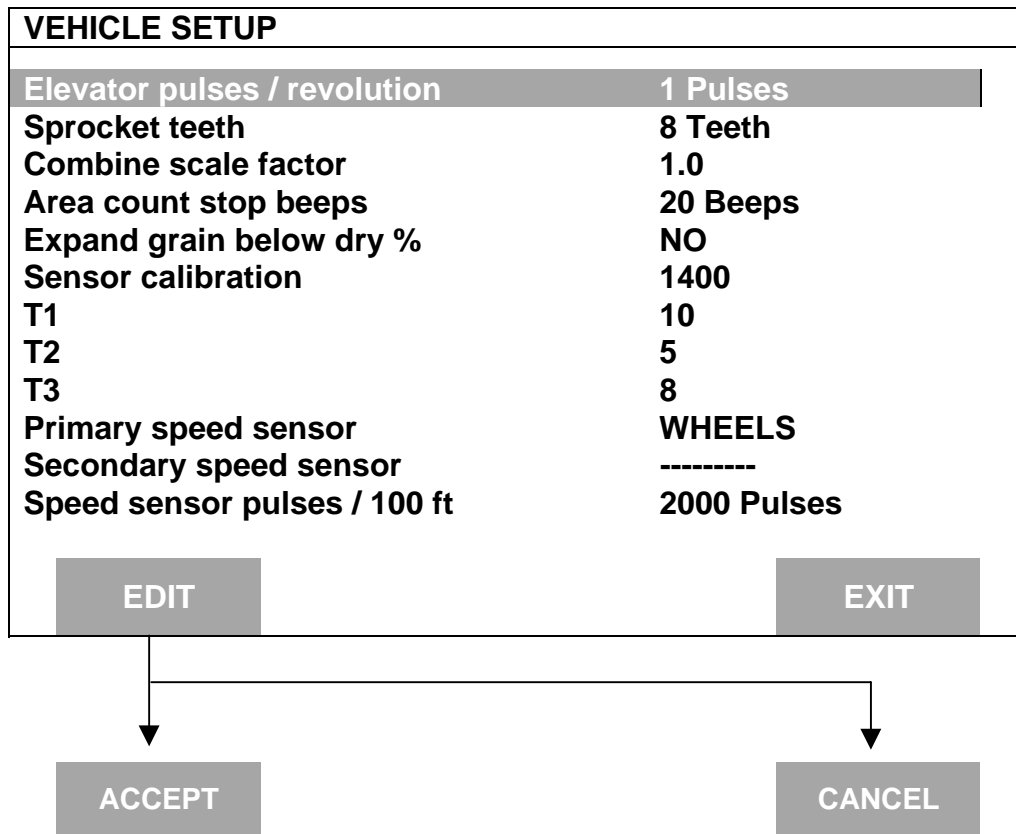 VEHICLE SETUP
Elevator pulses / revolution 1 Pulses
Sprocket teeth 8 Teeth
Combine scale factor 1.0
Area count stop beeps 20 Beeps
Expand grain below dry % NO
Sensor calibration 1400
T1 10
T2 5
T3 8
Primary speed sensor WHEELS
Secondary speed sensor ---------
Speed sensor pulses / 100 ft 2000 Pulses
EDIT EXIT
ACCEPT CANCEL